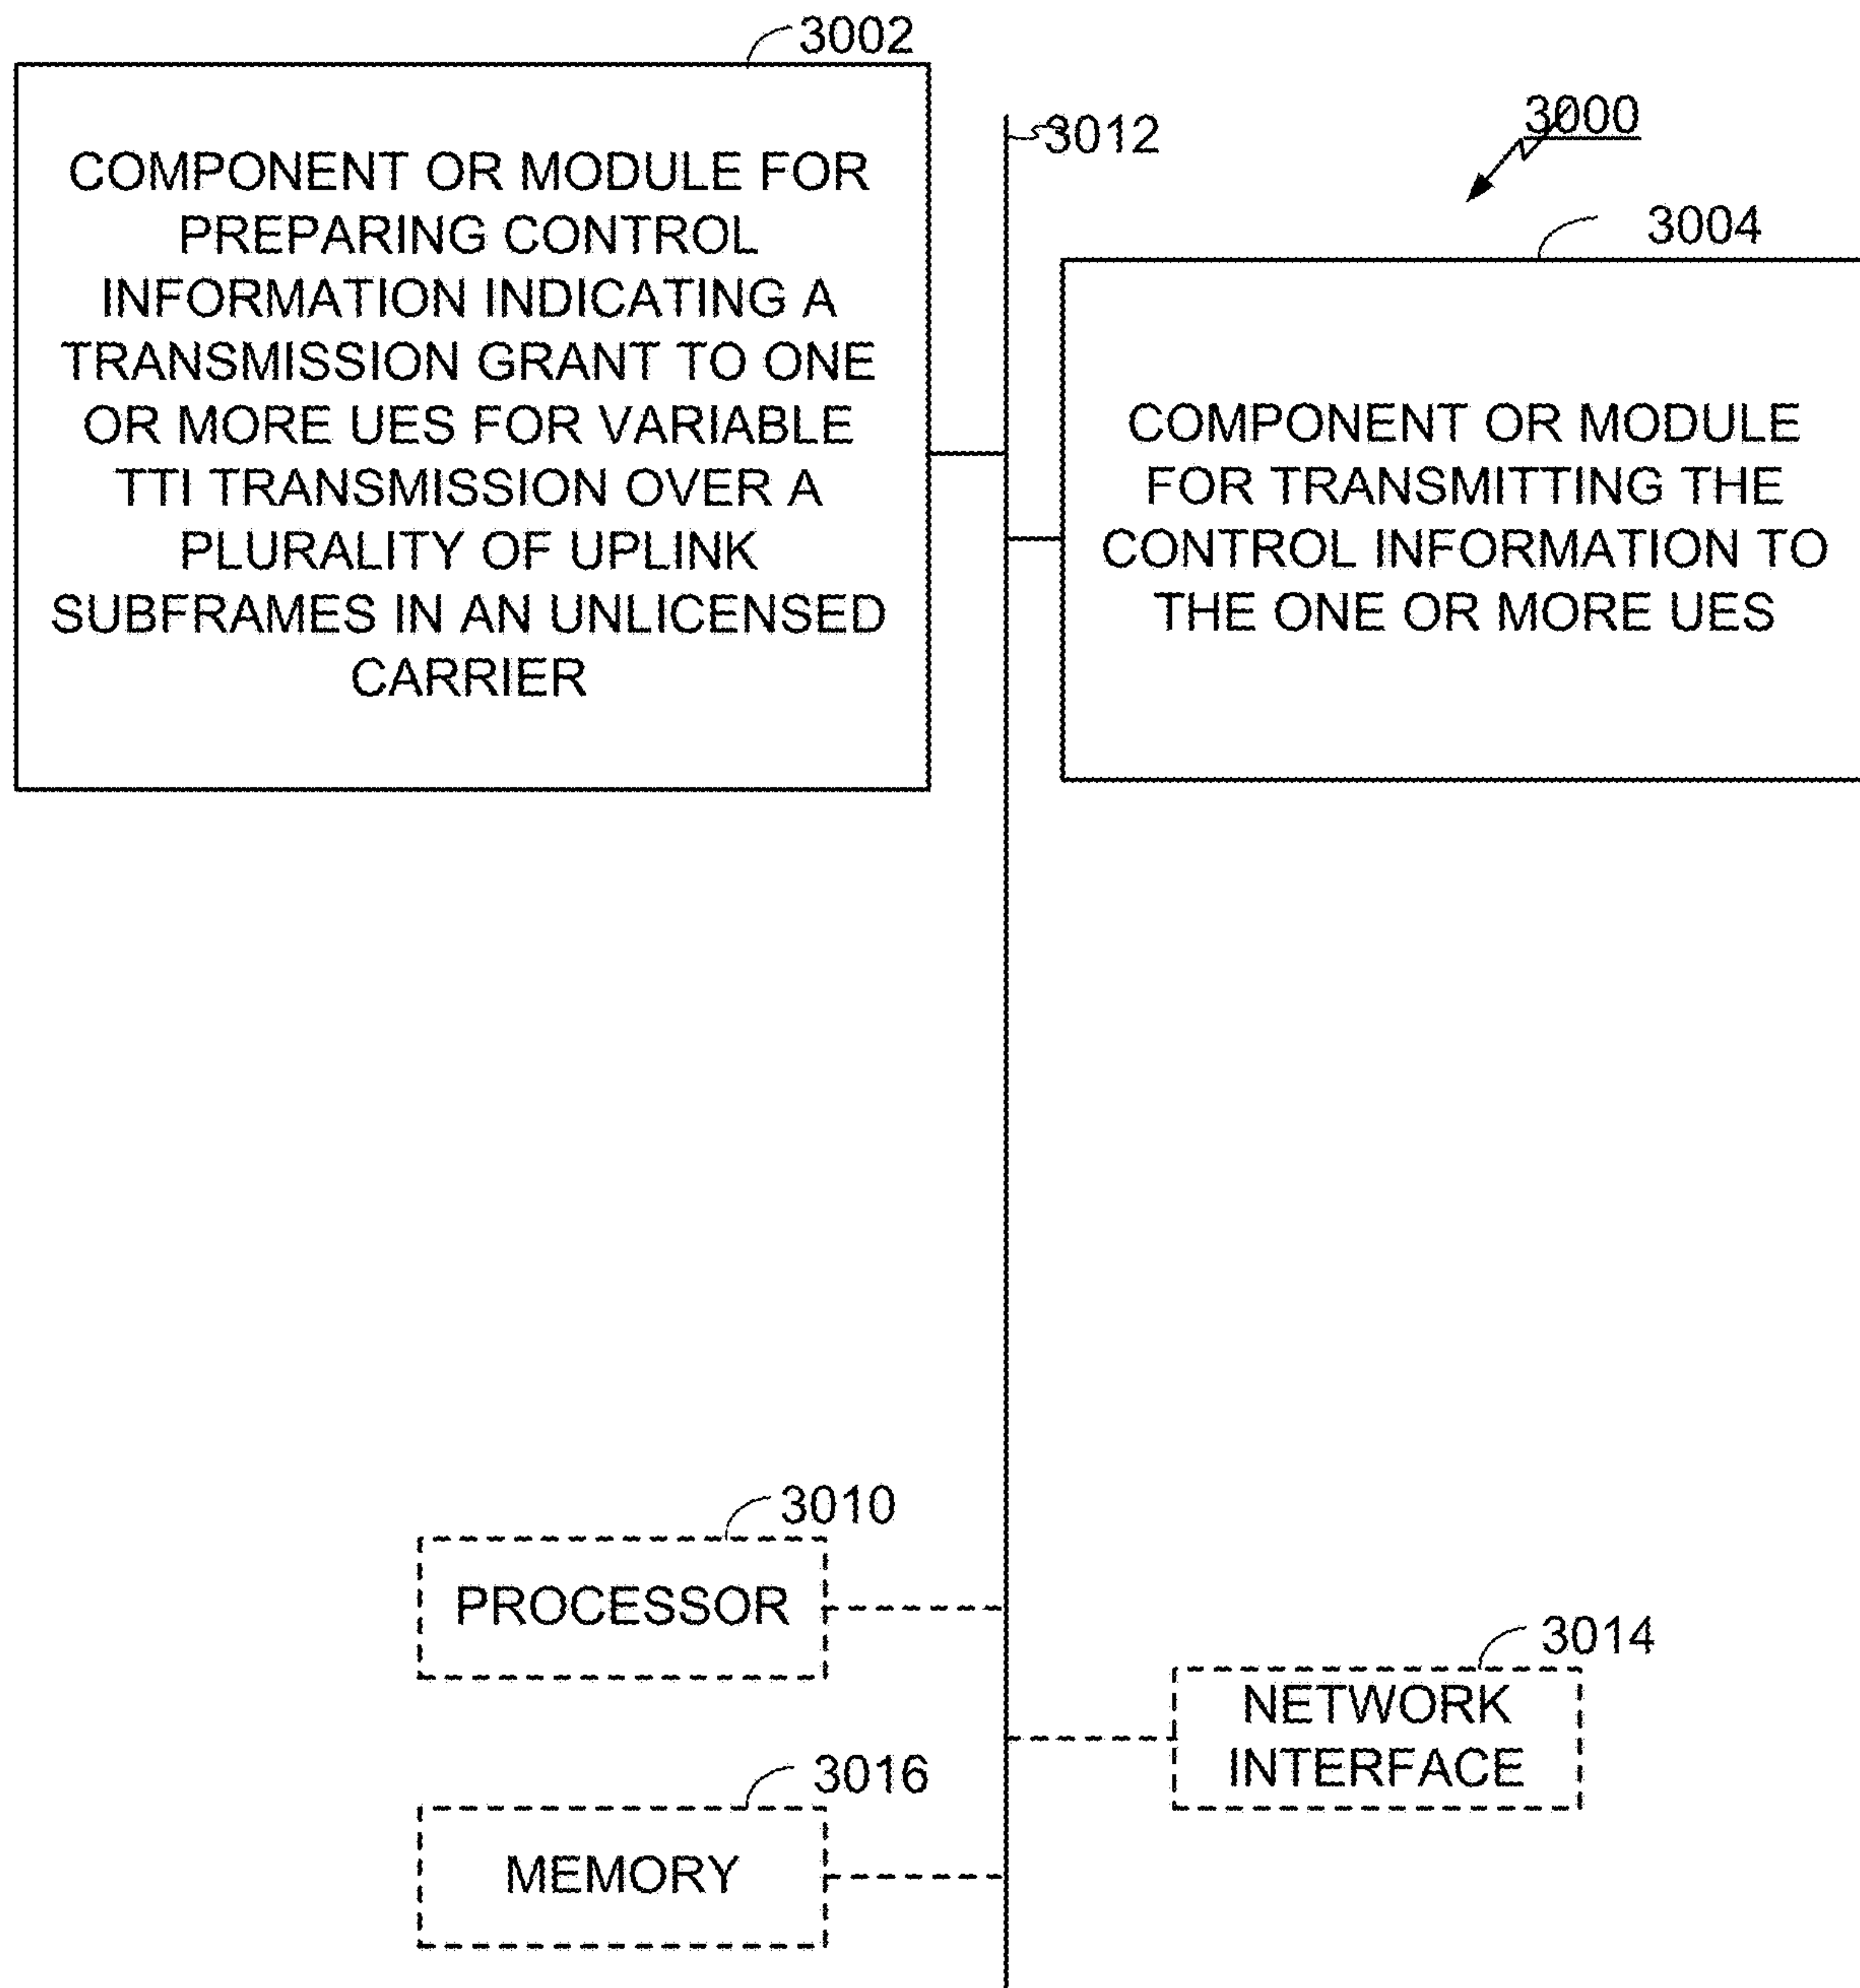 3002
COMPONENT OR MODULE FOR
PREPARING CONTROL
INFORMATION INDICATING A
TRANSMISSION GRANT TO ONE
OR MORE UES FOR VARIABLE
TTI TRANSMISSION OVER A
PLURALITY OF UPLINK
SUBFRAMES IN AN UNLICENSED
CARRIER
3012
3000
3004
COMPONENT OR MODULE
FOR TRANSMITTING THE
CONTROL INFORMATION TO
THE ONE OR MORE UES
3010
PROCESSOR
3014
NETWORK
INTERFACE
3016
MEMORY